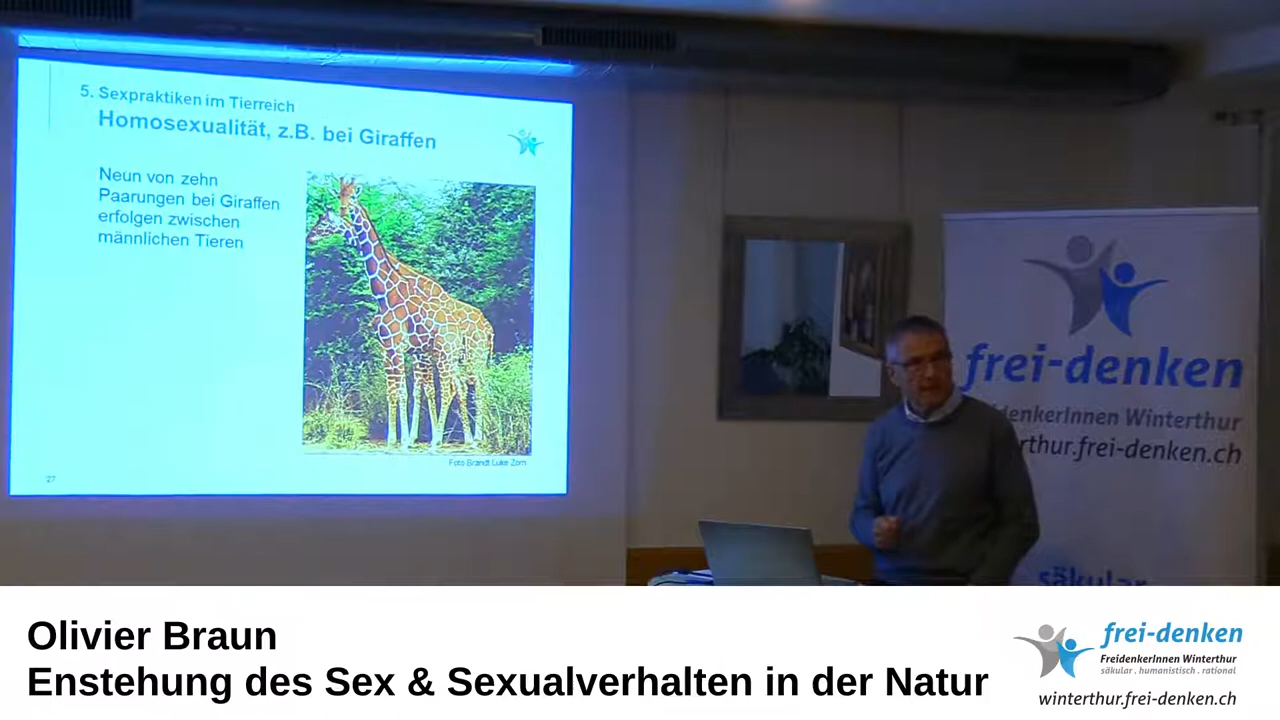 5. Sexpraktiken im Tierreich
Homosexualität, z.B. bei Giraffen
Neun von zehn
Paarungen bei Giraffen
erfolgen zwischen
männlichen Tieren
Foto Brandt Luke Zorn
27
frei-denken
denkerInnen Winterthur
rthur.frei-denken.ch
säkular
Olivier Braun
Enstehung des Sex & Sexualverhalten in der Natur
frei-denken
FreidenkerInnen Winterthur
säkular . humanistisch . rational
winterthur.frei-denken.ch